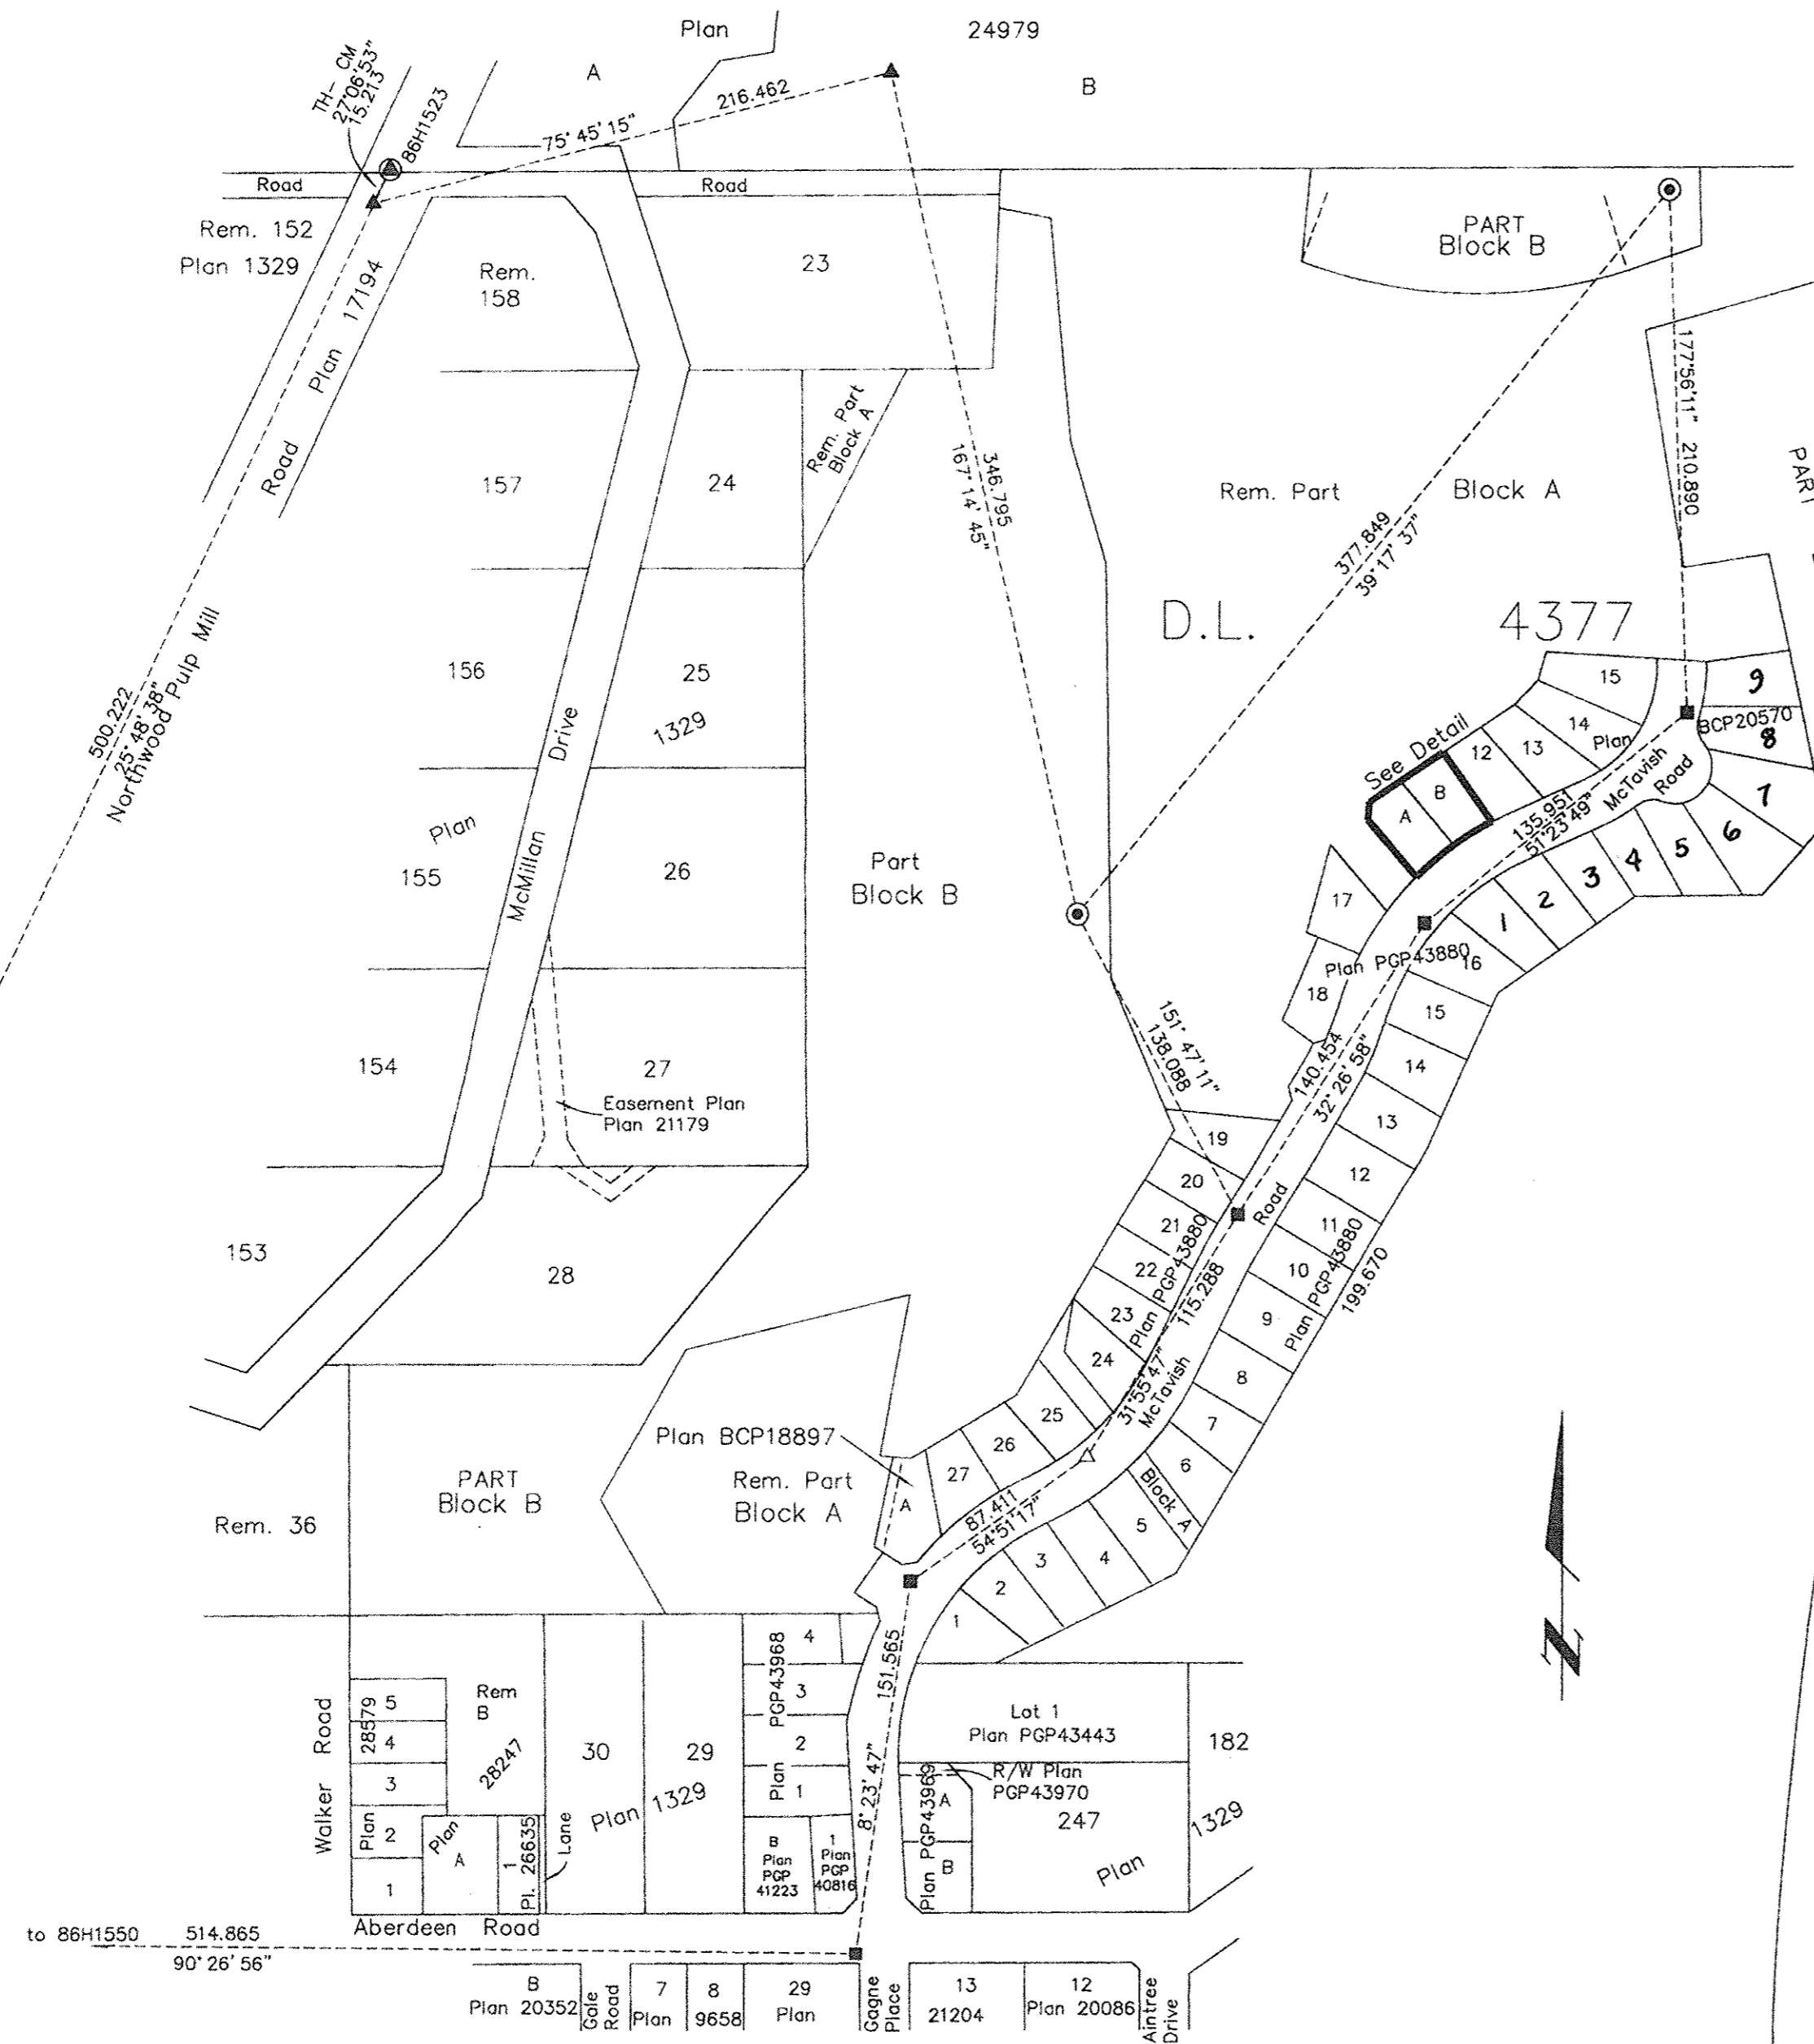 Plan
24979
A
B
TH- CM
27°06'53"
15.213
86H1523
216.462
75° 45' 15"
Road
Road
Rem. 152
Plan 1329
Road Plan 17194
Rem.
158
23
PART
Block B
177°56'11" 210.890
PART
157
24
Rem. Part
Block A
346.795
167° 14' 45"
Rem. Part
Block A
377.849
39° 17' 37"
D.L.
4377
500.222
25° 48' 38"
Northwood Pulp Mill
156
25
1329
McMillan Drive
Plan
155
26
Part
Block B
See Detail
A
B
12
13
14
15
Plan
9
BCP20570
8
7
6
5
4
3
2
1
135.951
51°23'49"
McTavish
Road
17
Plan PGP43880
18
16
15
14
13
12
11
10
9
8
7
6
5
4
3
2
1
154
27
Easement Plan
Plan 21179
151° 47' 11"
138.088
140.454
32° 26' 58"
19
20
21
22
23
24
25
26
27
Plan PGP43880
115.288
31°55'47"
McTavish
Road
Plan PGP43880
199.670
153
28
Plan BCP18897
A
Rem. Part
Block A
PART
Block B
Rem. 36
87.411
54°51'17"
Block A
N
Walker Road
5
4
3
2
1
Plan
28579
Rem
B
28247
Plan
A
1
Pl. 26635
Lane
30
29
Plan 1329
4
3
2
1
Plan PGP43968
B
Plan
PGP
41223
1
Plan
PGP
40816
151.565
8° 23' 47"
Lot 1
Plan PGP43443
182
R/W Plan
PGP43970
A
B
Plan PGP43969
247
1329
Plan
to 86H1550 514.865
90° 26' 56"
Aberdeen Road
B
Plan 20352
Gale
Road
7
Plan
8
9658
29
Plan
Gagne
Place
13
21204
12
Plan 20086
Aintree
Drive